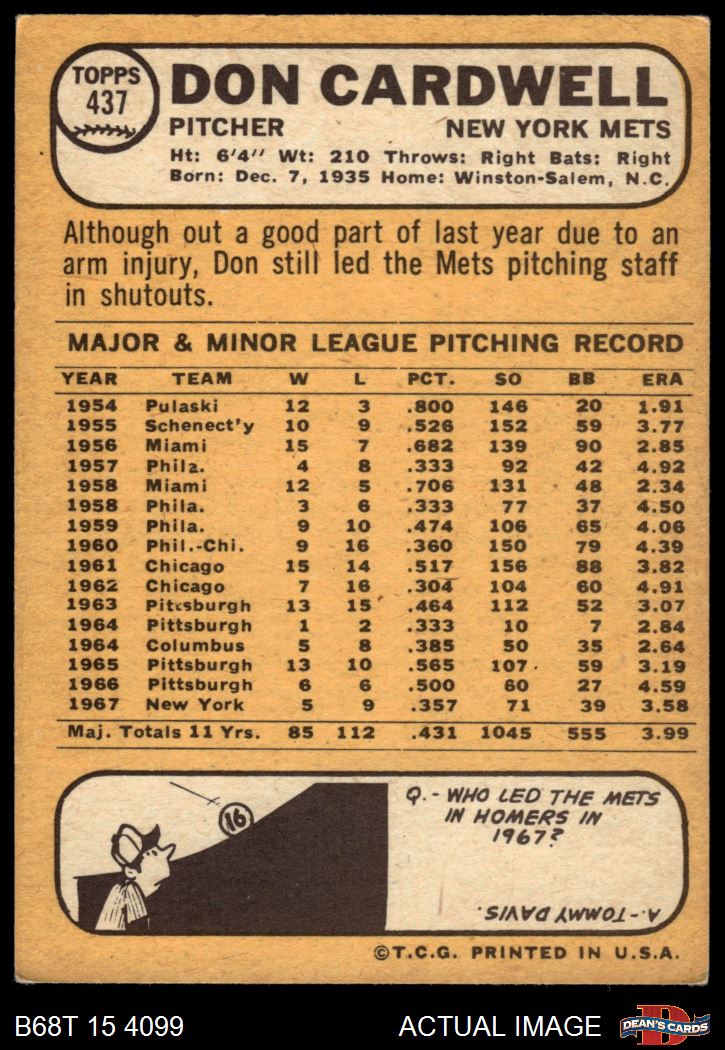 TOPPS
437
DON CARDWELL
PITCHER NEW YORK METS
Ht: 6'4'' Wt: 210 Throws: Right Bats: Right
Born: Dec. 7, 1935 Home: Winston-Salem, N.C.
Although out a good part of last year due to an
arm injury, Don still led the Mets pitching staff
in shutouts.
MAJOR & MINOR LEAGUE PITCHING RECORD
YEAR TEAM W L PCT. SO BB ERA
1954 Pulaski 12 3 .800 146 20 1.91
1955 Schenect'y 10 9 .526 152 59 3.77
1956 Miami 15 7 .682 139 90 2.85
1957 Phila. 4 8 .333 92 42 4.92
1958 Miami 12 5 .706 131 48 2.34
1958 Phila. 3 6 .333 77 37 4.50
1959 Phila. 9 10 .474 106 65 4.06
1960 Phil.-Chi. 9 16 .360 150 79 4.39
1961 Chicago 15 14 .517 156 88 3.82
1962 Chicago 7 16 .304 104 60 4.91
1963 Pittsburgh 13 15 .464 112 52 3.07
1964 Pittsburgh 1 2 .333 10 7 2.84
1964 Columbus 5 8 .385 50 35 2.64
1965 Pittsburgh 13 10 .565 107 59 3.19
1966 Pittsburgh 6 6 .500 60 27 4.59
1967 New York 5 9 .357 71 39 3.58
Maj. Totals 11 Yrs. 85 112 .431 1045 555 3.99
16
Q.- WHO LED THE METS
IN HOMERS IN
1967?
A.-TOMMY DAVIS.
©T.C.G. PRINTED IN U.S.A.
B68T 15 4099 ACTUAL IMAGE
D
DEAN'S CARDS